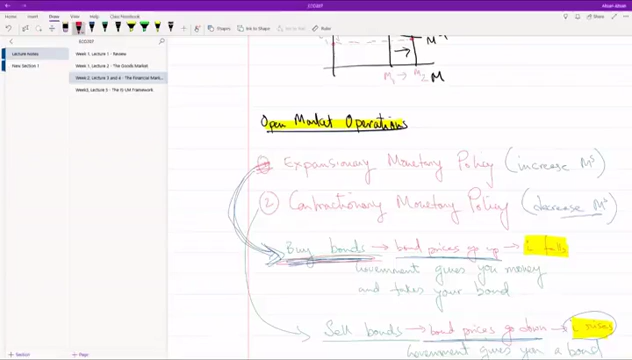 ECO207
File Home Insert Draw View Help Class Notebook
Share
Shapes Ink to Shape
Lecture Notes
New Section 1
Week 1, Lecture 1 - Review
Week 1, Lecture 2 - The Goods Market
Week 2, Lecture 3 and 4 - The Financial Mark...
Week2, Lecture 5 - The IS LM Framework
+ Section
+ Page
M₁ → M₂ M
Open Market Operations
① Expansionary Monetary Policy (increase Mˢ)
② Contractionary Monetary Policy (decrease Mˢ)
Buy bonds → bond prices go up → i falls
Government gives you money
and takes your bond
Sell bonds → bond prices go down → i rises
Government gives you a bond